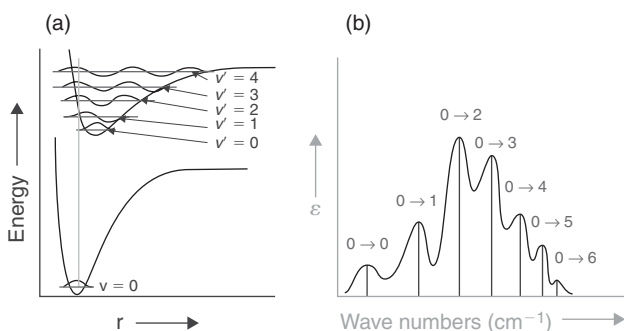 (a)
Energy
v' = 4
v' = 3
v' = 2
v' = 1
v' = 0
v = 0
r
(b)
ε
0 → 0
0 → 1
0 → 2
0 → 3
0 → 4
0 → 5
0 → 6
Wave numbers (cm⁻¹)